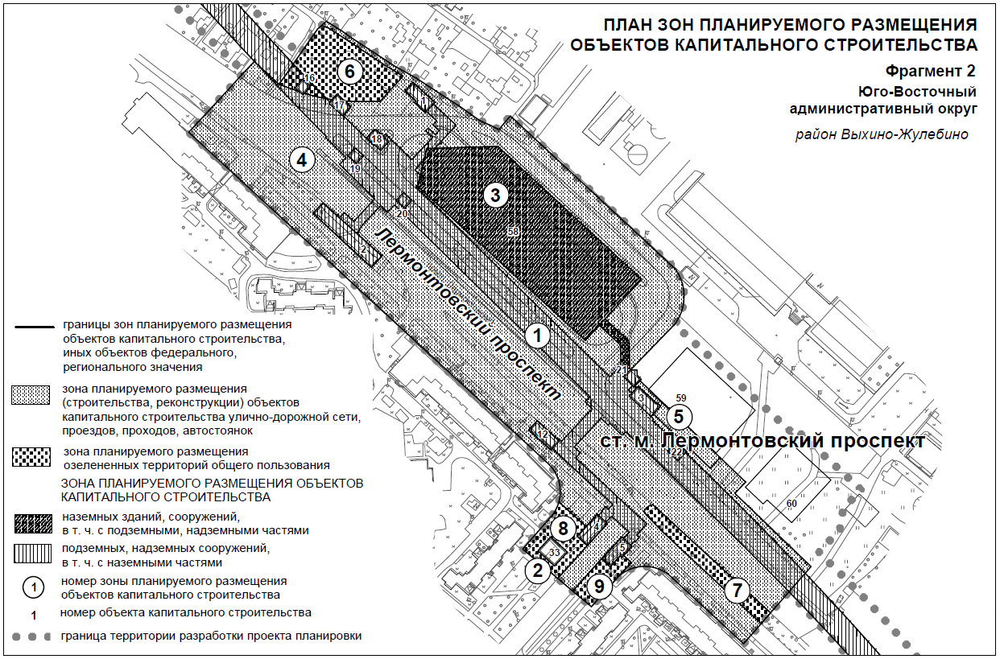 ПЛАН ЗОН ПЛАНИРУЕМОГО РАЗМЕЩЕНИЯ
ОБЪЕКТОВ КАПИТАЛЬНОГО СТРОИТЕЛЬСТВА
Фрагмент 2
Юго-Восточный
административный округ
район Выхино-Жулебино
6
16
1
17
18
4
19
3
20
58
2
Лермонтовский проспект
1
21
3
59
5
12
ст. м. Лермонтовский проспект
22
60
4
8
33
5
2
9
7
границы зон планируемого размещения
объектов капитального строительства,
иных объектов федерального,
регионального значения
зона планируемого размещения
(строительства, реконструкции) объектов
капитального строительства улично-дорожной сети,
проездов, проходов, автостоянок
зона планируемого размещения
озелененных территорий общего пользования
ЗОНА ПЛАНИРУЕМОГО РАЗМЕЩЕНИЯ ОБЪЕКТОВ
КАПИТАЛЬНОГО СТРОИТЕЛЬСТВА
наземных зданий, сооружений,
в т. ч. с подземными, надземными частями
подземных, надземных сооружений,
в т. ч. с наземными частями
1
номер зоны планируемого размещения
объектов капитального строительства
1
номер объекта капитального строительства
граница территории разработки проекта планировки